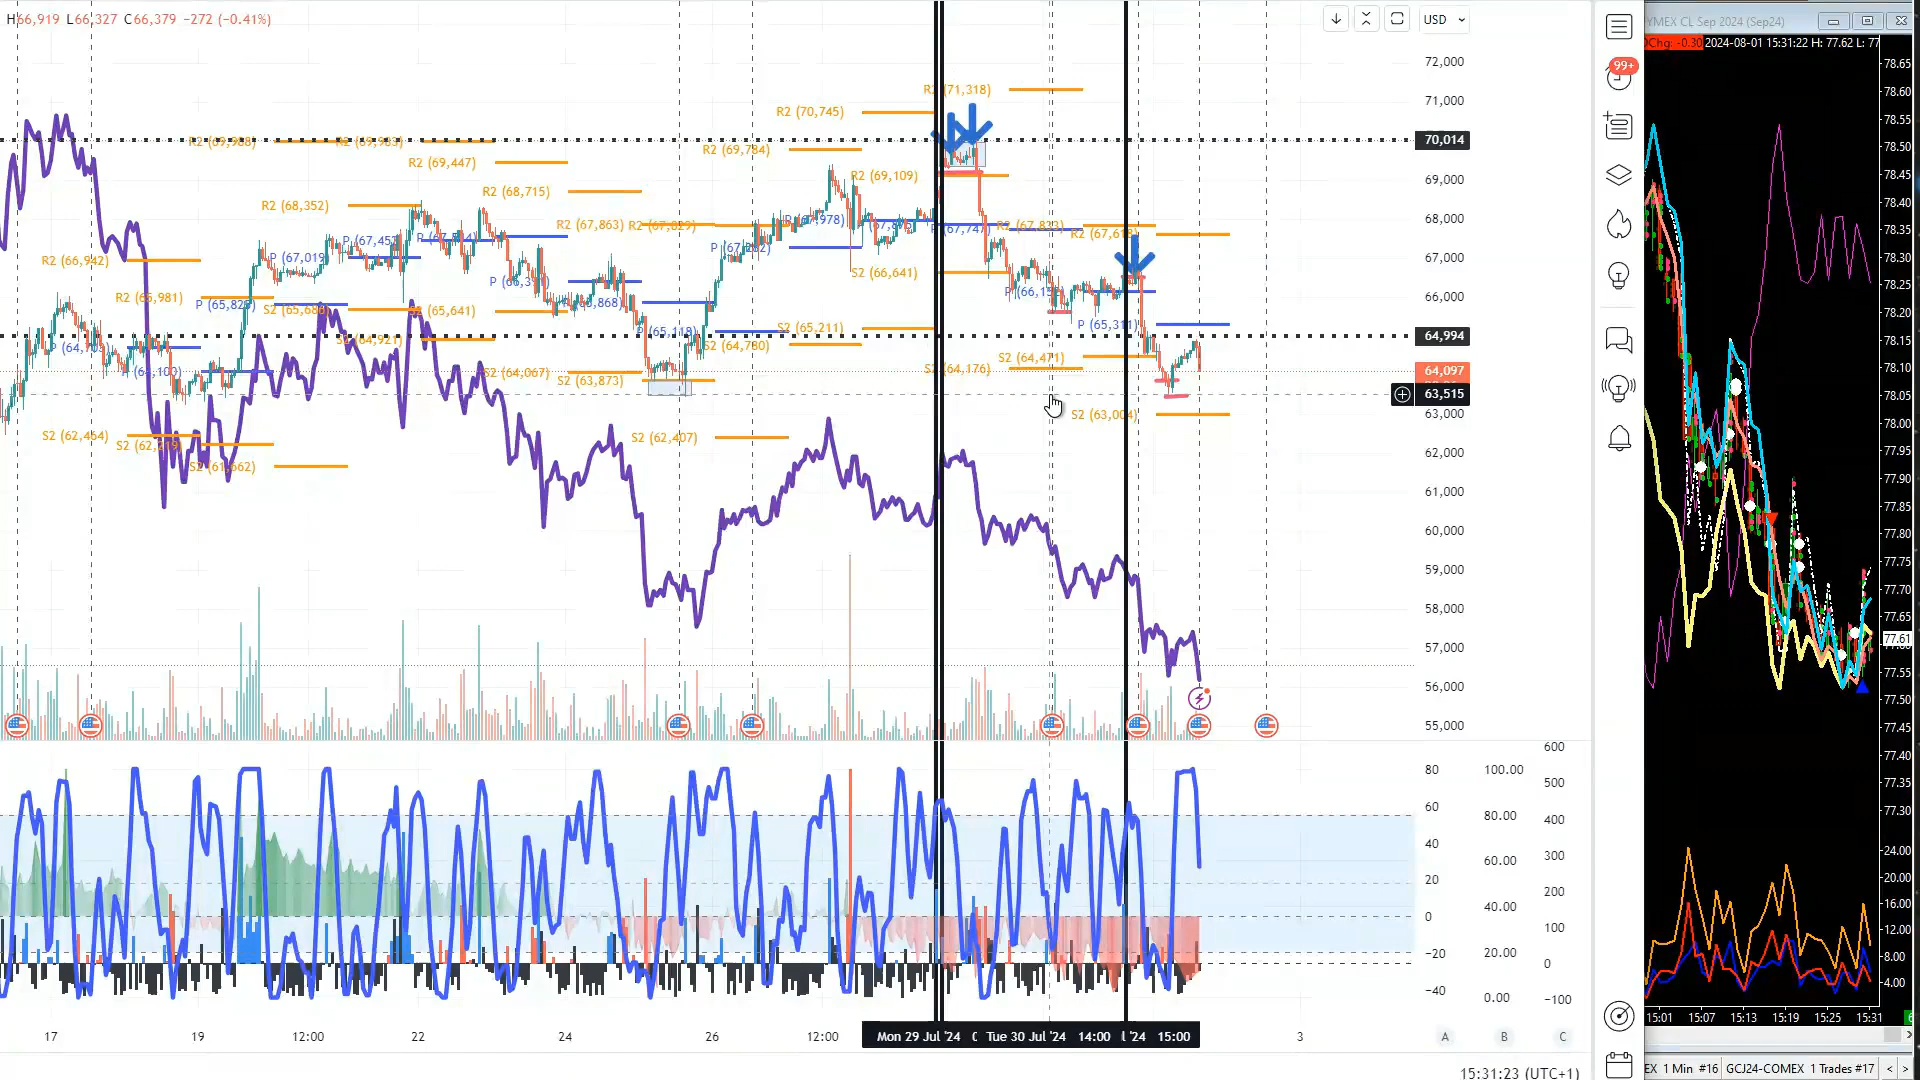 H66,919 L66,327 C66,379 −272 (−0.41%)
USD
72,000
71,000
70,014
69,000
68,000
67,000
66,000
64,994
64,097
63,515
63,000
62,000
61,000
60,000
59,000
58,000
57,000
56,000
55,000
R2 (71,318)
R2 (70,745)
R2 (69,784)
R2 (69,447)
R2 (69,109)
R2 (68,715)
R2 (68,352)
R2 (67,863)
R2 (66,942)
R2 (65,981)
P (67,019)
P (65,118)
P (65,311)
S2 (66,641)
S2 (65,641)
S2 (65,211)
S2 (64,921)
S2 (64,780)
S2 (64,067)
S2 (63,873)
S2 (64,471)
S2 (64,176)
S2 (63,004)
S2 (62,464)
S2 (62,407)
S2 (61,662)
80
60
40
20
0
−20
−40
100.00
80.00
60.00
40.00
20.00
0.00
600
500
400
300
200
100
0
−100
17 19 12:00 22 24 26 12:00 Mon 29 Jul '24 Tue 30 Jul '24 14:00 15:00 3 A B C
15:31:23 (UTC+1)
99+
YMEX CL Sep 2024 (Sep24)
Chg: -0.30 2024-08-01 15:31:22 H: 77.62 L: 77
78.65
78.60
78.55
78.50
78.45
78.40
78.35
78.30
78.25
78.20
78.15
78.10
78.05
78.00
77.95
77.90
77.85
77.80
77.75
77.70
77.65
77.61
77.55
77.50
77.45
77.40
77.35
77.30
24.00
20.00
16.00
12.00
8.00
4.00
15:01 15:07 15:13 15:19 15:25 15:31
EX 1 Min #16 GCJ24-COMEX 1 Trades #17